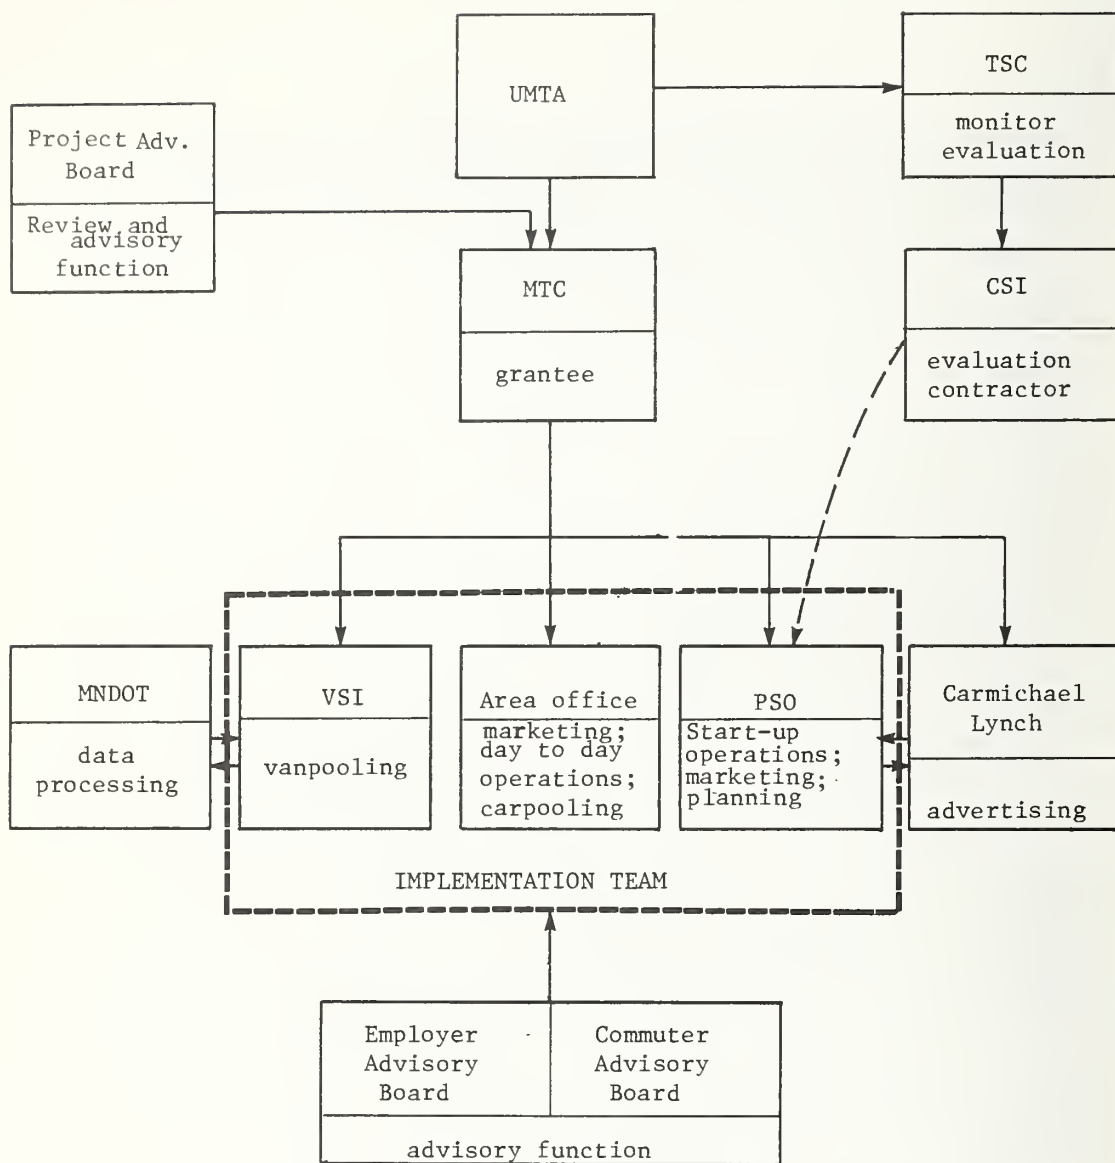 UMTA
TSC
monitor
evaluation
Project Adv.
Board
Review and
advisory
function
MTC
grantee
CSI
evaluation
contractor
MNDOT
data
processing
VSI
vanpooling
Area office
marketing;
day to day
operations;
carpooling
PSO
Start-up
operations;
marketing;
planning
Carmichael
Lynch
advertising
IMPLEMENTATION TEAM
Employer
Advisory
Board
Commuter
Advisory
Board
advisory function